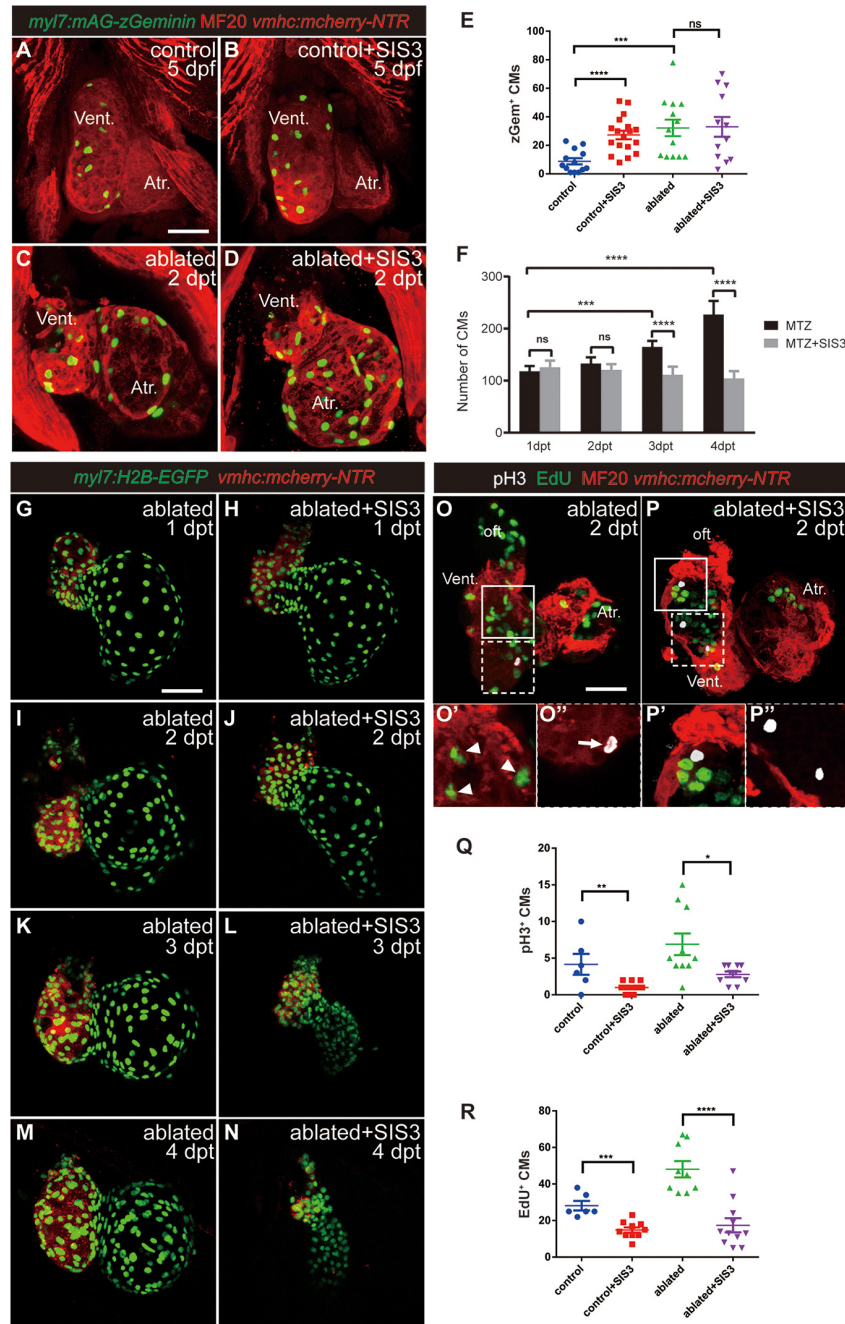 myl7:mAG-zGeminin MF20 vmhc:mcherry-NTR
A control
5 dpf
Vent.
Atr.
B control+SIS3
5 dpf
Vent.
Atr.
C ablated
2 dpt
Vent.
Atr.
D ablated+SIS3
2 dpt
Vent.
Atr.
E
zGem+ CMs
100
80
60
40
20
0
****
***
ns
control
control+SIS3
ablated
ablated+SIS3
F
Number of CMs
300
200
100
0
****
***
ns
ns
****
****
MTZ
MTZ+SIS3
1dpt 2dpt 3dpt 4dpt
myl7:H2B-EGFP vmhc:mcherry-NTR
G ablated
1 dpt
H ablated+SIS3
1 dpt
I ablated
2 dpt
J ablated+SIS3
2 dpt
K ablated
3 dpt
L ablated+SIS3
3 dpt
M ablated
4 dpt
N ablated+SIS3
4 dpt
pH3 EdU MF20 vmhc:mcherry-NTR
O ablated
2 dpt
oft
Vent.
Atr.
P ablated+SIS3
2 dpt
oft
Atr.
Vent.
O' O" P' P"
Q
pH3+ CMs
20
15
10
5
0
**
*
control
control+SIS3
ablated
ablated+SIS3
R
EdU+ CMs
80
60
40
20
0
***
****
control
control+SIS3
ablated
ablated+SIS3